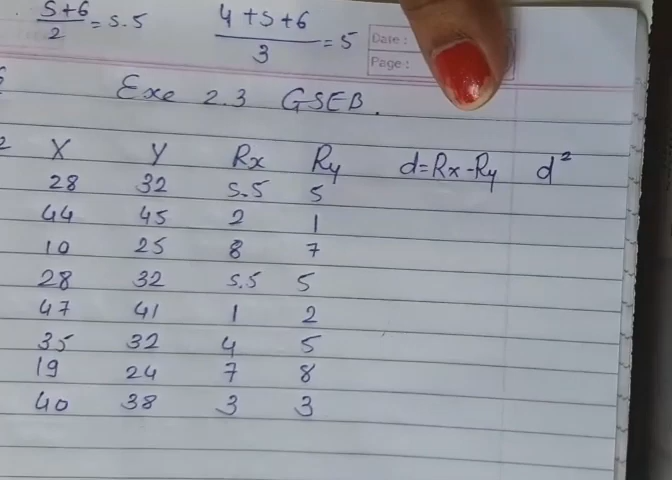 5+6/2 = 5.5 4+5+6/3 = 5
Date :
Page :
Exe 2.3 GSEB.
X Y Rx Ry d=Rx-Ry d²
28 32 5.5 5
44 45 2 1
10 25 8 7
28 32 5.5 5
47 41 1 2
35 32 4 5
19 24 7 8
40 38 3 3